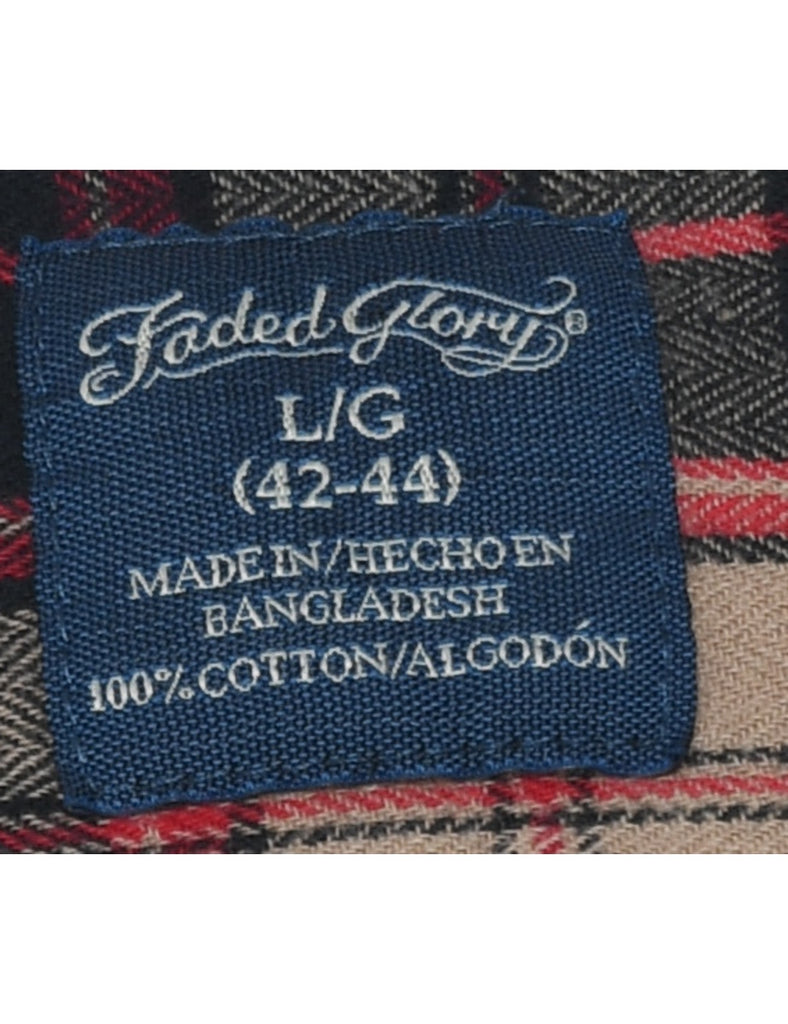 Faded Glory®
L/G
(42-44)
MADE IN/HECHO EN
BANGLADESH
100% COTTON/ALGODÓN